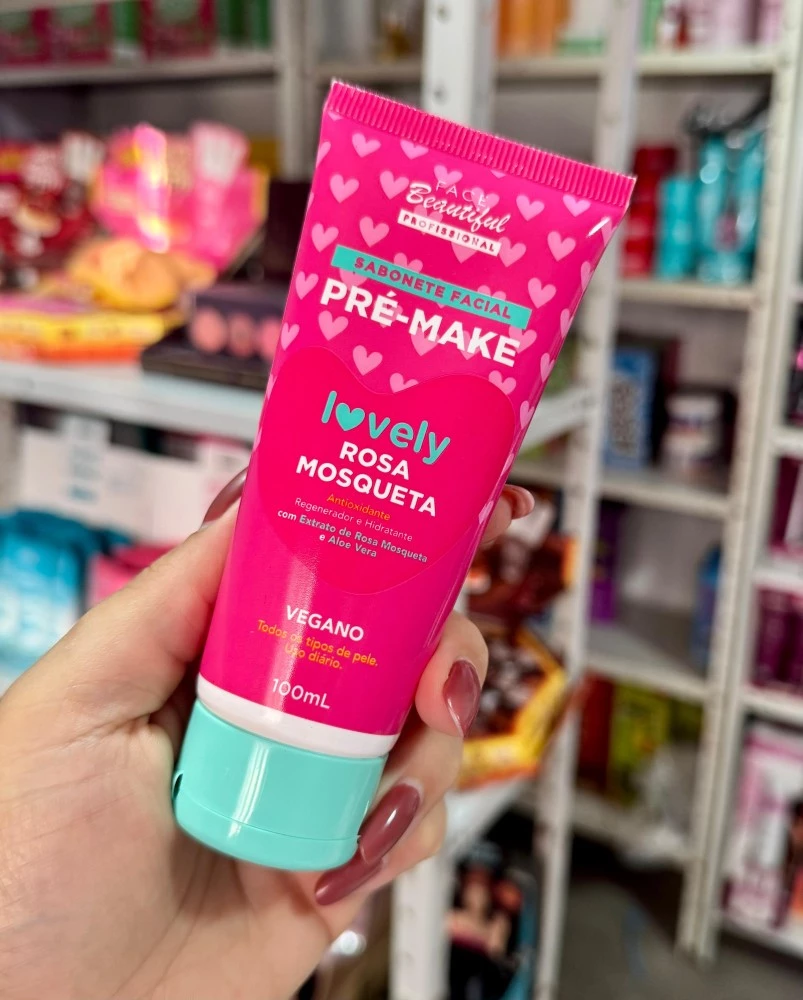 FACE
Beautiful
PROFISSIONAL
SABONETE FACIAL
PRÉ-MAKE
lovely
ROSA
MOSQUETA
Antioxidante
Regenerador e Hidratante
com Extrato de Rosa Mosqueta
e Aloe Vera
VEGANO
Todos os tipos de pele.
Uso diário.
100mL